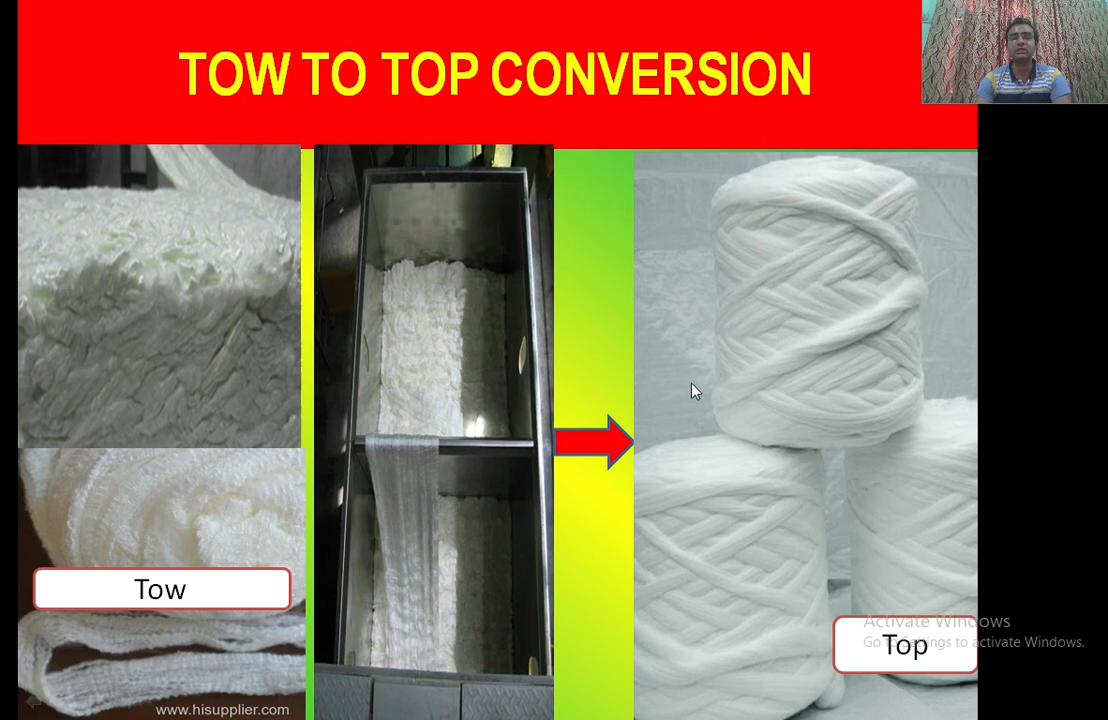 TOW TO TOP CONVERSION
Tow
www.hisupplier.com
Top
Activate Windows
Go to Settings to activate Windows.